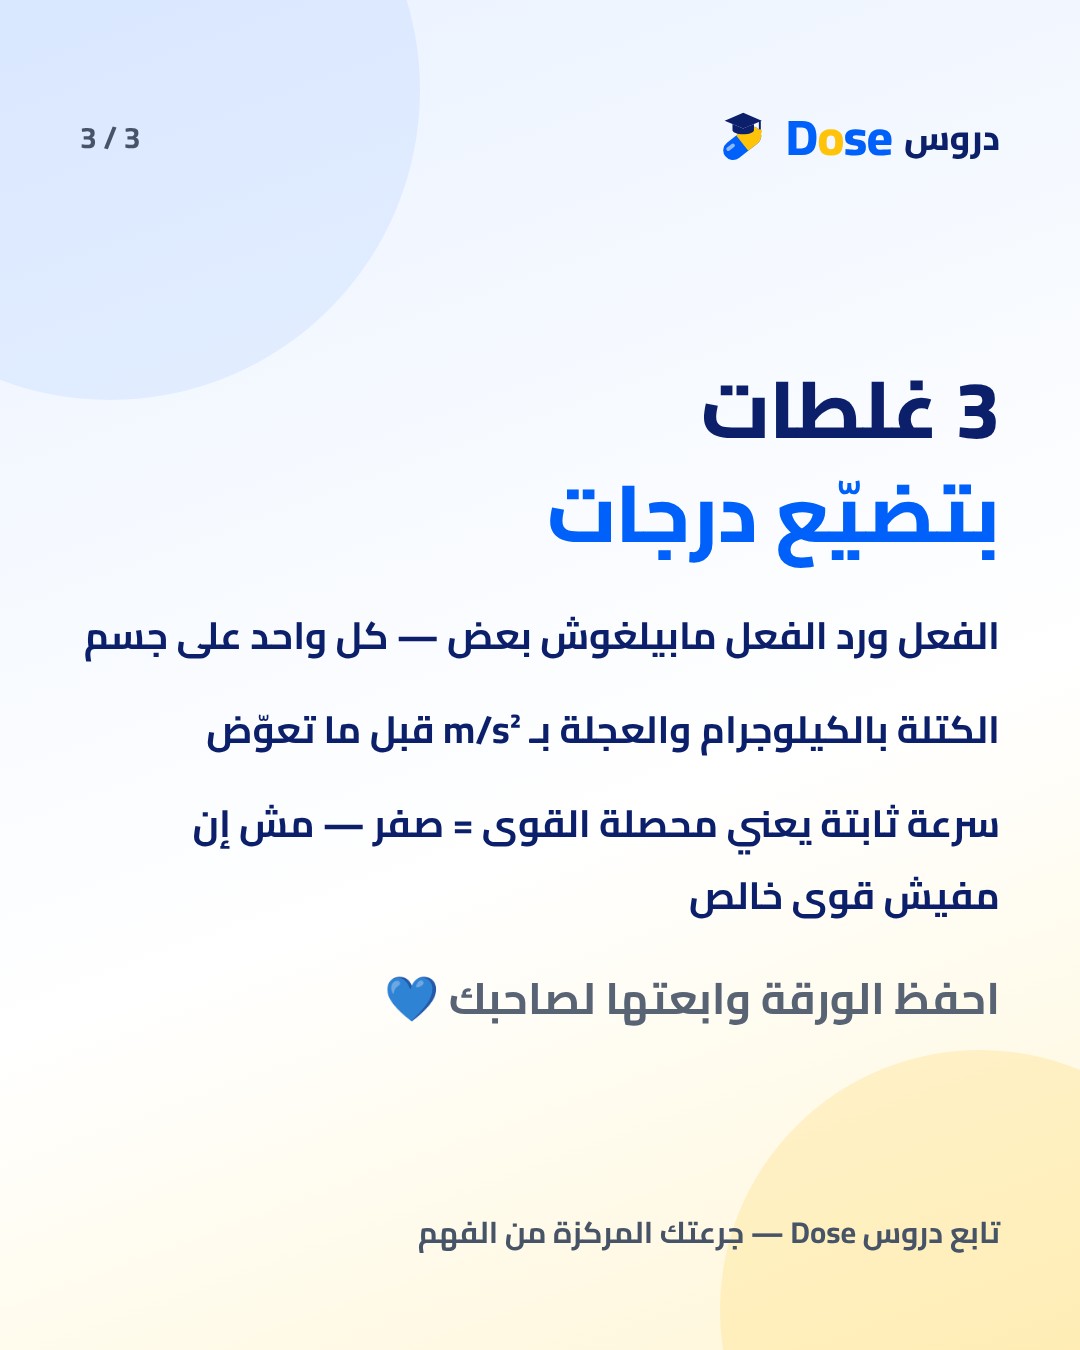 دروس Dose
3 / 3
3 غلطات
بتضيّع درجات
الفعل ورد الفعل مابيلغوش بعض — كل واحد على جسم
الكتلة بالكيلوجرام والعجلة بـ m/s² قبل ما تعوّض
سرعة ثابتة يعني محصلة القوى = صفر — مش إن
مفيش قوى خالص
احفظ الورقة وابعتها لصاحبك 💙
تابع دروس Dose — جرعتك المركزة من الفهم